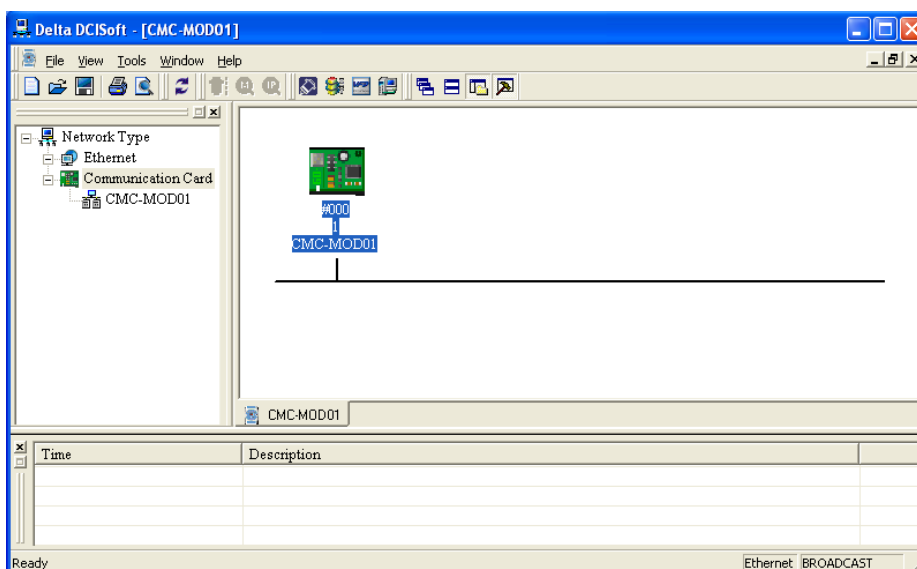 Delta DCISoft - [CMC-MOD01]
File View Tools Window Help
Network Type
Ethernet
Communication Card
CMC-MOD01
#000
1
CMC-MOD01
CMC-MOD01
Time Description
Ready Ethernet BROADCAST